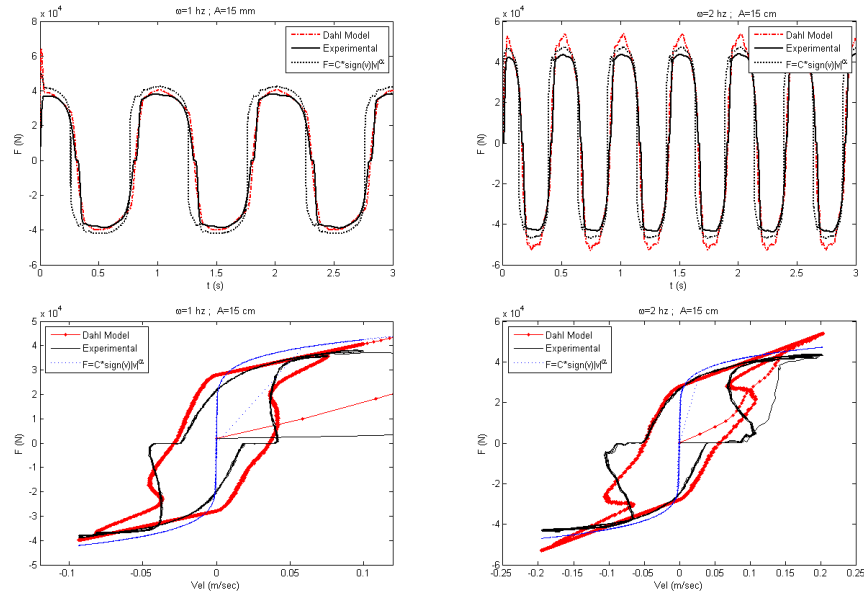 ω=1 hz ; A=15 mm
x 10⁴
6
4
2
0
-2
-4
-6
F (N)
0 0.5 1 1.5 2 2.5 3
t (s)
Dahl Model
Experimental
F=C*sign(v)|v|^α
ω=2 hz ; A=15 cm
x 10⁴
6
4
2
0
-2
-4
-6
F (N)
0 0.5 1 1.5 2 2.5 3
t (s)
Dahl Model
Experimental
F=C*sign(v)|v|^α
ω=1 hz ; A=15 cm
x 10⁴
5
4
3
2
1
0
-1
-2
-3
-4
-5
F (N)
-0.1 -0.05 0 0.05 0.1
Vel (m/sec)
Dahl Model
Experimental
F=C*sign(v)|v|^α
ω=2 hz ; A=15 cm
x 10⁴
6
4
2
0
-2
-4
-6
F (N)
-0.25 -0.2 -0.15 -0.1 -0.05 0 0.05 0.1 0.15 0.2 0.25
Vel (m/sec)
Dahl Model
Experimental
F=C*sign(v)|v|^α